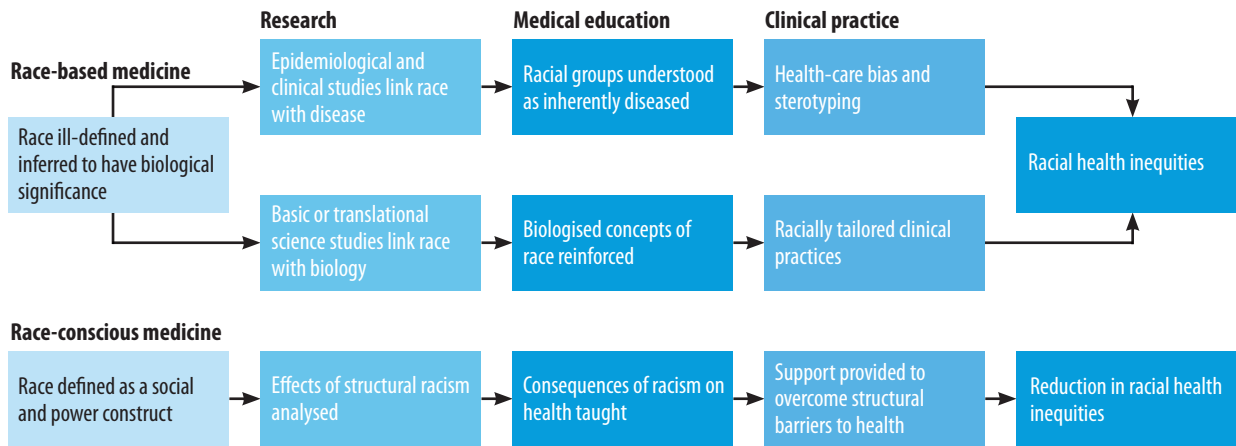 Research
Medical education
Clinical practice
Race-based medicine
Race ill-defined and
inferred to have biological
significance
Epidemiological and
clinical studies link race
with disease
Racial groups understood
as inherently diseased
Health-care bias and
sterotyping
Basic or translational
science studies link race
with biology
Biologised concepts of
race reinforced
Racially tailored clinical
practices
Racial health inequities
Race-conscious medicine
Race defined as a social
and power construct
Effects of structural racism
analysed
Consequences of racism on
health taught
Support provided to
overcome structural
barriers to health
Reduction in racial health
inequities